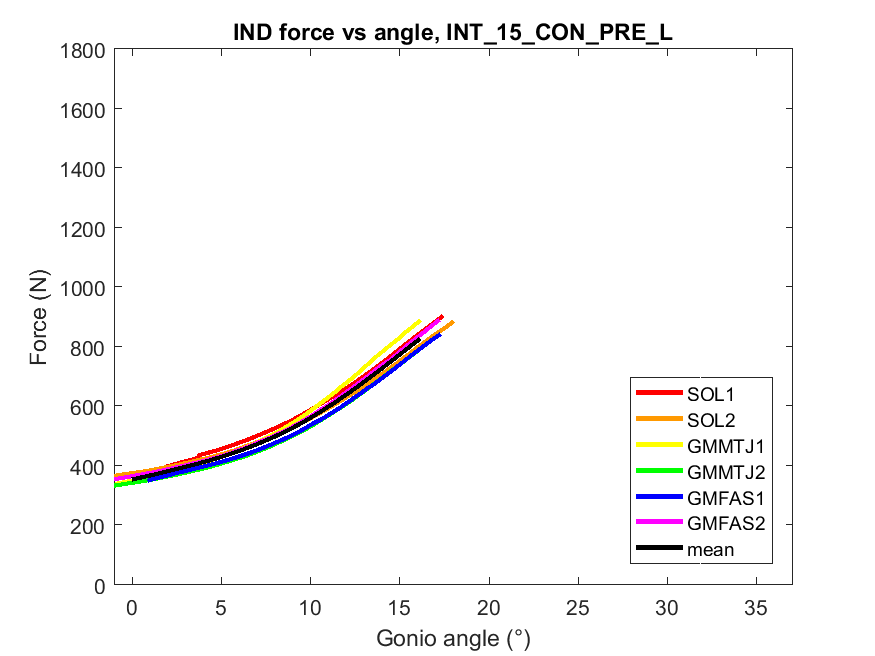 IND force vs angle, INT_15_CON_PRE_L
1800
1600
1400
1200
1000
800
600
400
200
0
Force (N)
0 5 10 15 20 25 30 35
Gonio angle (°)
SOL1
SOL2
GMMTJ1
GMMTJ2
GMFAS1
GMFAS2
mean